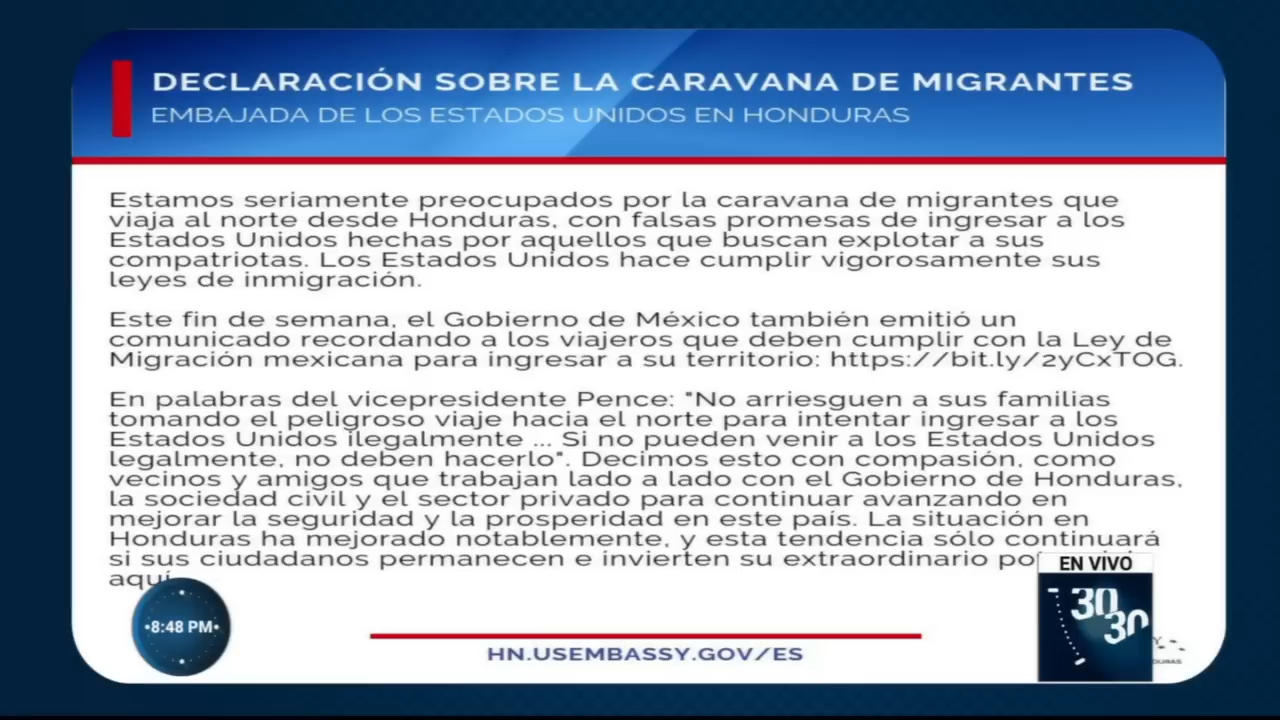 DECLARACIÓN SOBRE LA CARAVANA DE MIGRANTES
EMBAJADA DE LOS ESTADOS UNIDOS EN HONDURAS
Estamos seriamente preocupados por la caravana de migrantes que
viaja al norte desde Honduras, con falsas promesas de ingresar a los
Estados Unidos hechas por aquellos que buscan explotar a sus
compatriotas. Los Estados Unidos hace cumplir vigorosamente sus
leyes de inmigración.
Este fin de semana, el Gobierno de México también emitió un
comunicado recordando a los viajeros que deben cumplir con la Ley de
Migración mexicana para ingresar a su territorio: https://bit.ly/2yCxTOG.
En palabras del vicepresidente Pence: "No arriesguen a sus familias
tomando el peligroso viaje hacia el norte para intentar ingresar a los
Estados Unidos ilegalmente ... Si no pueden venir a los Estados Unidos
legalmente, no deben hacerlo". Decimos esto con compasión, como
vecinos y amigos que trabajan lado a lado con el Gobierno de Honduras,
la sociedad civil y el sector privado para continuar avanzando en
mejorar la seguridad y la prosperidad en este país. La situación en
Honduras ha mejorado notablemente, y esta tendencia sólo continuará
si sus ciudadanos permanecen e invierten su extraordinario
aquí
EN VIVO
30
30
•8:48 PM•
HN.USEMBASSY.GOV/ES